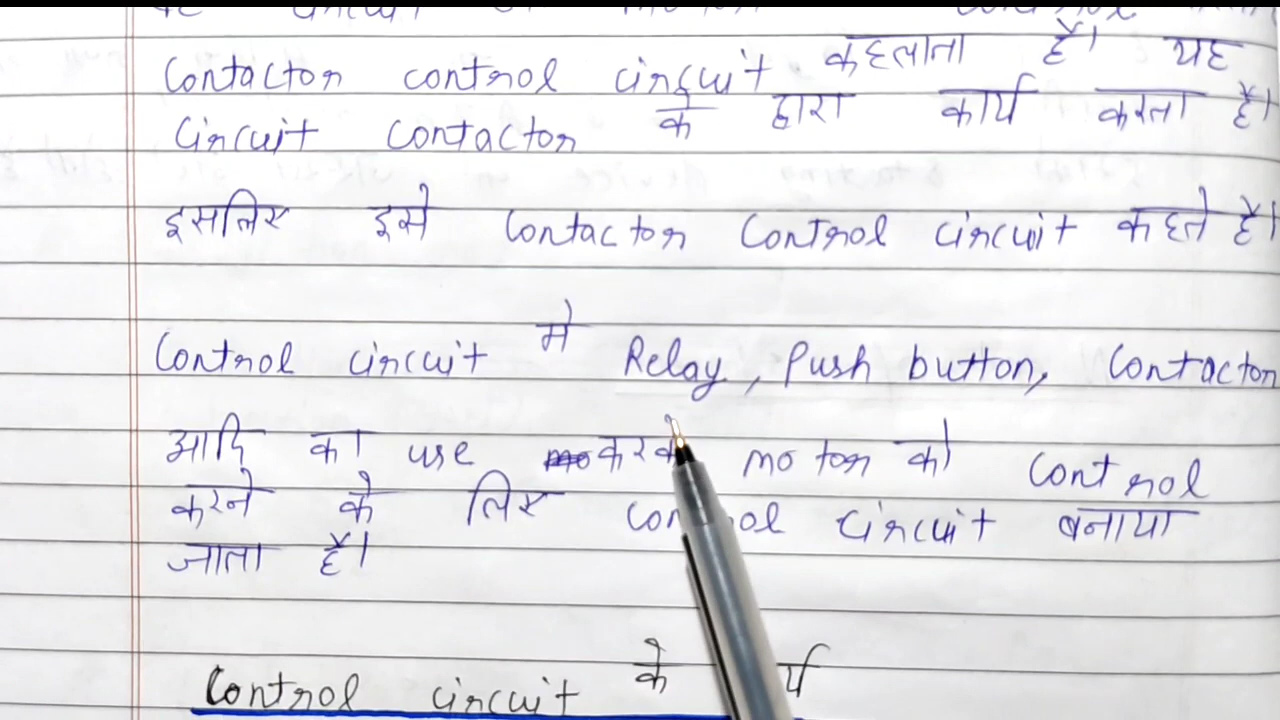 circuit
Contactor control circuit कहलाता है। यह
circuit contactor के द्वारा कार्य करता है।
इसलिए इसे Contactor Control circuit कहते है।
Control circuit मे Relay, Push button, Contactor
आदि का use करके motor को Control
करने के लिए circuit बनाया
जाता है।
Control circuit के